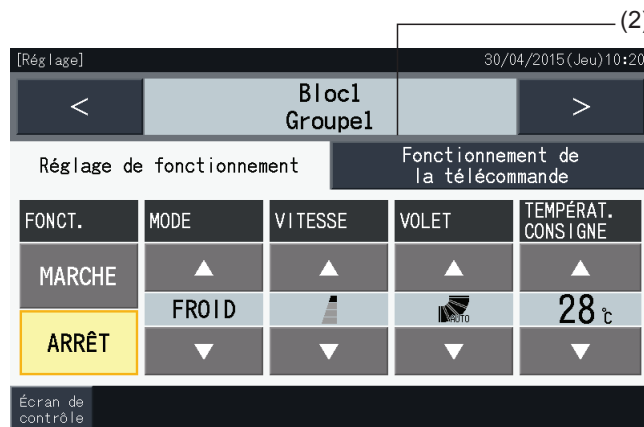 (2)
[Réglage] 30/04/2015(Jeu)10:20
< Bloc1 >
Groupe1
Réglage de fonctionnement
Fonctionnement de
la télécommande
FONCT. MODE VITESSE VOLET TEMPÉRAT.
CONSIGNE
MARCHE
FROID AUTO 28℃
ARRÊT
Écran de
contrôle